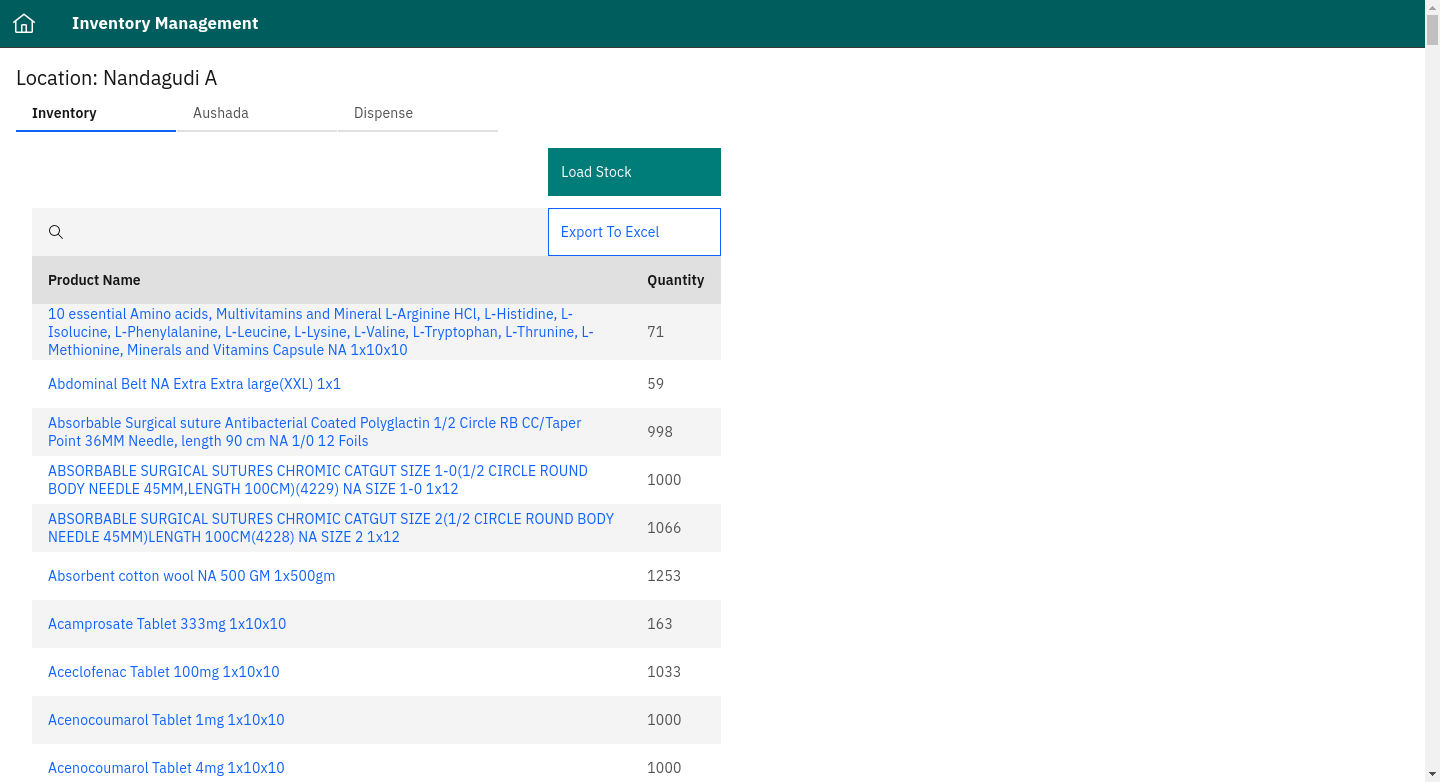 Inventory Management
Location: Nandagudi A
Inventory
Aushada
Dispense
Load Stock
Export To Excel
Product Name
Quantity
10 essential Amino acids, Multivitamins and Mineral L-Arginine HCl, L-Histidine, L-
Isolucine, L-Phenylalanine, L-Leucine, L-Lysine, L-Valine, L-Tryptophan, L-Thrunine, L-
Methionine, Minerals and Vitamins Capsule NA 1x10x10
71
Abdominal Belt NA Extra Extra large(XXL) 1x1
59
Absorbable Surgical suture Antibacterial Coated Polyglactin 1/2 Circle RB CC/Taper
Point 36MM Needle, length 90 cm NA 1/0 12 Foils
998
ABSORBABLE SURGICAL SUTURES CHROMIC CATGUT SIZE 1-0(1/2 CIRCLE ROUND
BODY NEEDLE 45MM,LENGTH 100CM)(4229) NA SIZE 1-0 1x12
1000
ABSORBABLE SURGICAL SUTURES CHROMIC CATGUT SIZE 2(1/2 CIRCLE ROUND BODY
NEEDLE 45MM)LENGTH 100CM(4228) NA SIZE 2 1x12
1066
Absorbent cotton wool NA 500 GM 1x500gm
1253
Acamprosate Tablet 333mg 1x10x10
163
Aceclofenac Tablet 100mg 1x10x10
1033
Acenocoumarol Tablet 1mg 1x10x10
1000
Acenocoumarol Tablet 4mg 1x10x10
1000